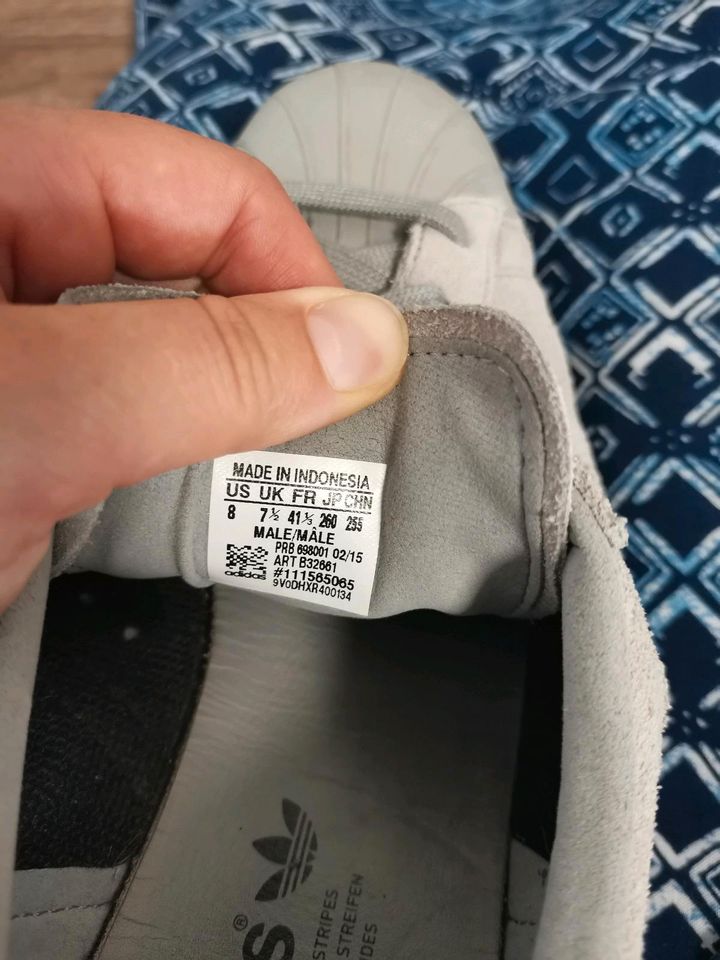 MADE IN INDONESIA
US UK FR JP CHN
8 7½ 41⅓ 260 255
MALE/MÂLE
PRB 698001 02/15
ART B32661
#111565065
adidas
9V0DHXR400134
S®
STRIPES
STREIFEN
IDES